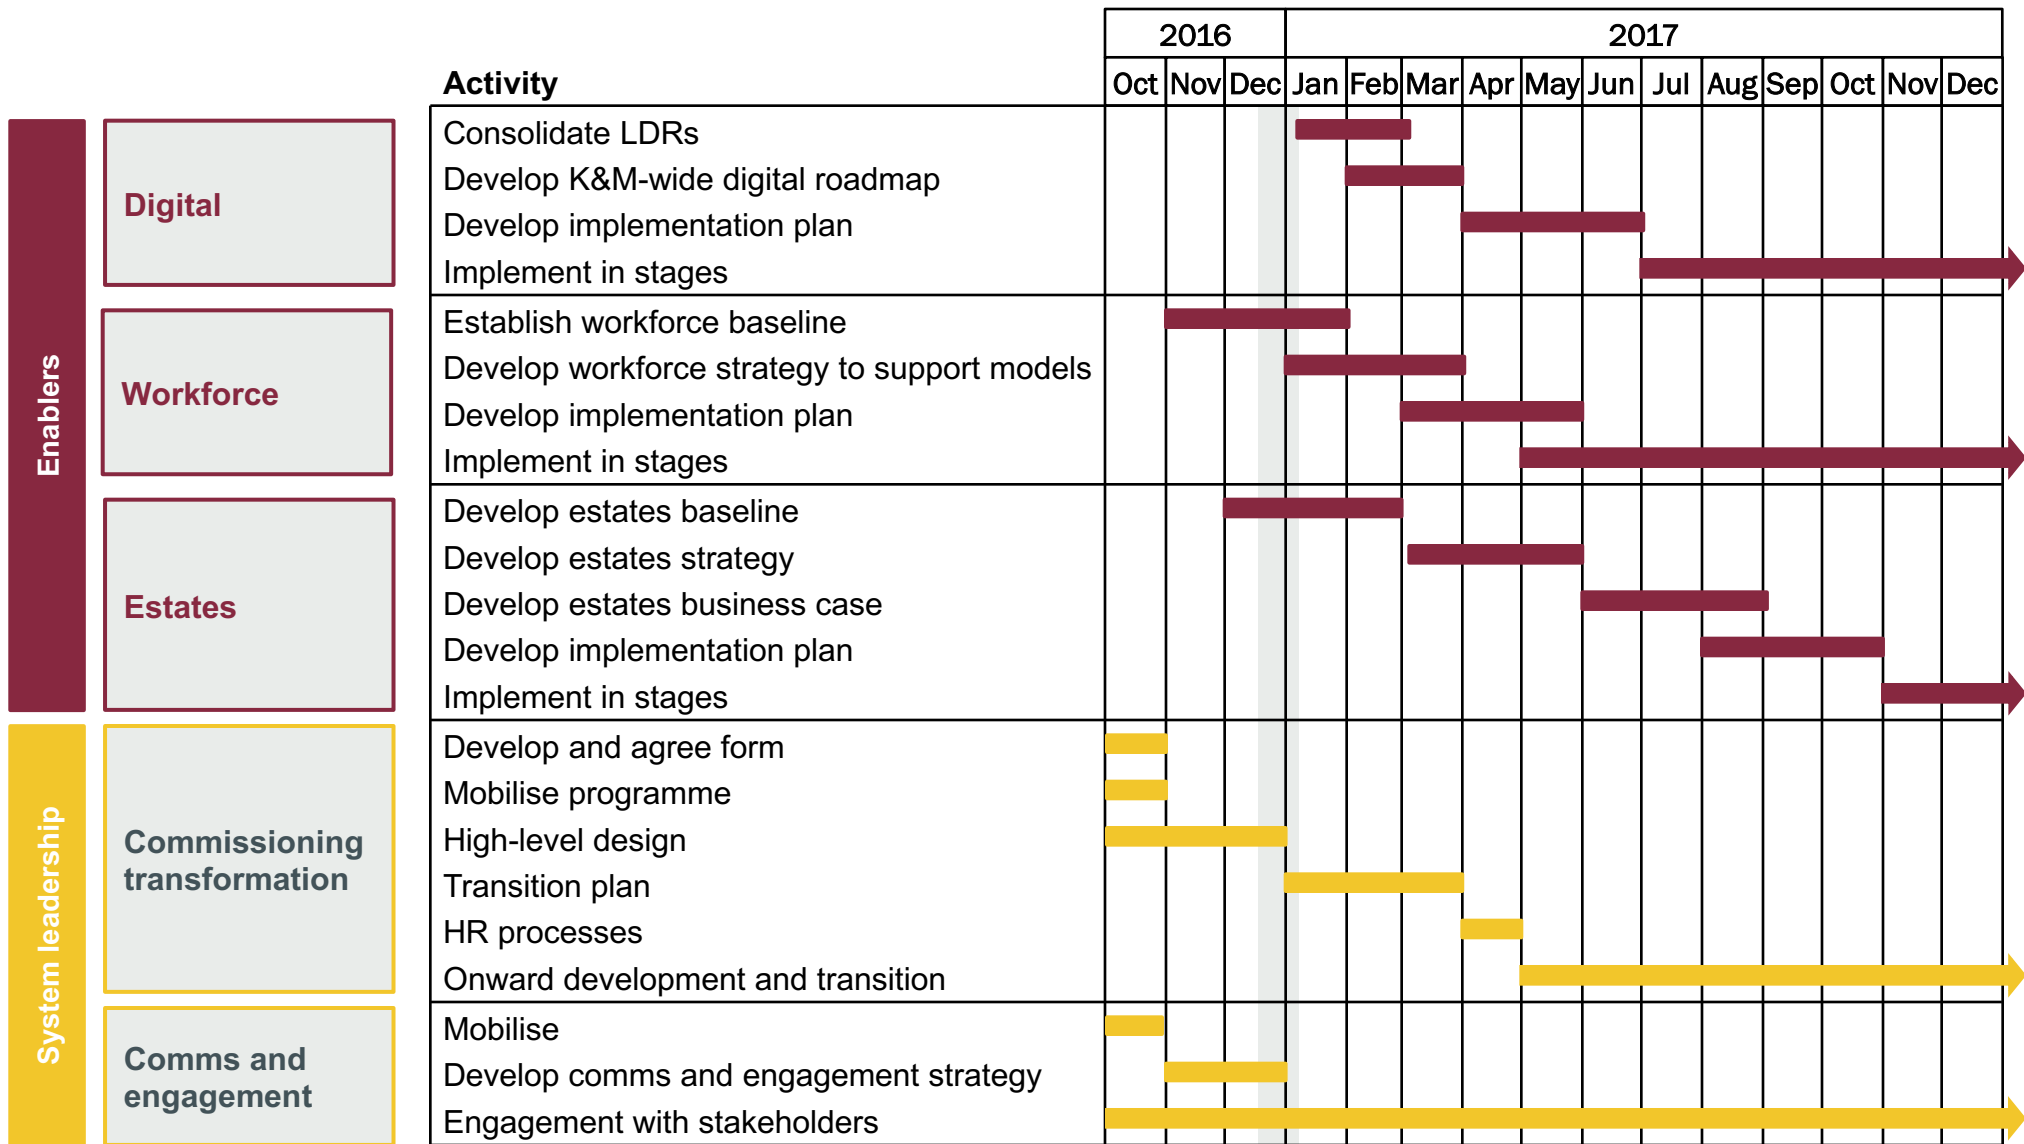 2016 2017
Activity Oct Nov Dec Jan Feb Mar Apr May Jun Jul Aug Sep Oct Nov Dec
Enablers
Digital
Consolidate LDRs
Develop K&M-wide digital roadmap
Develop implementation plan
Implement in stages
Workforce
Establish workforce baseline
Develop workforce strategy to support models
Develop implementation plan
Implement in stages
Estates
Develop estates baseline
Develop estates strategy
Develop estates business case
Develop implementation plan
Implement in stages
System leadership
Commissioning
transformation
Develop and agree form
Mobilise programme
High-level design
Transition plan
HR processes
Onward development and transition
Comms and
engagement
Mobilise
Develop comms and engagement strategy
Engagement with stakeholders